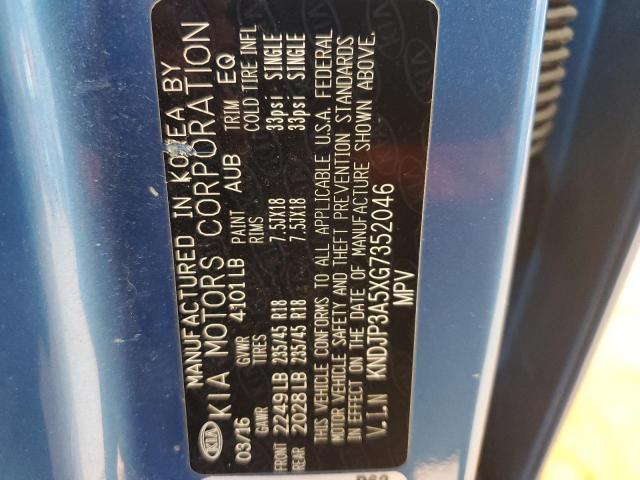 MANUFACTURED IN KOREA BY
KIA KIA MOTORS CORPORATION
03/16 GVWR 4101LB PAINT AUB TRIM EQ
GAWR TIRES RIMS COLD TIRE INFL
FRONT 2249LB 235/45 R18 7.5JX18 33psi SINGLE
REAR 2028LB 235/45 R18 7.5JX18 33psi SINGLE
THIS VEHICLE CONFORMS TO ALL APPLICABLE U.S.A. FEDERAL
MOTOR VEHICLE SAFETY AND THEFT PREVENTION STANDARDS
IN EFFECT ON THE DATE OF MANUFACTURE SHOWN ABOVE.
V.I.N KNDJP3A5XG7352046
MPV